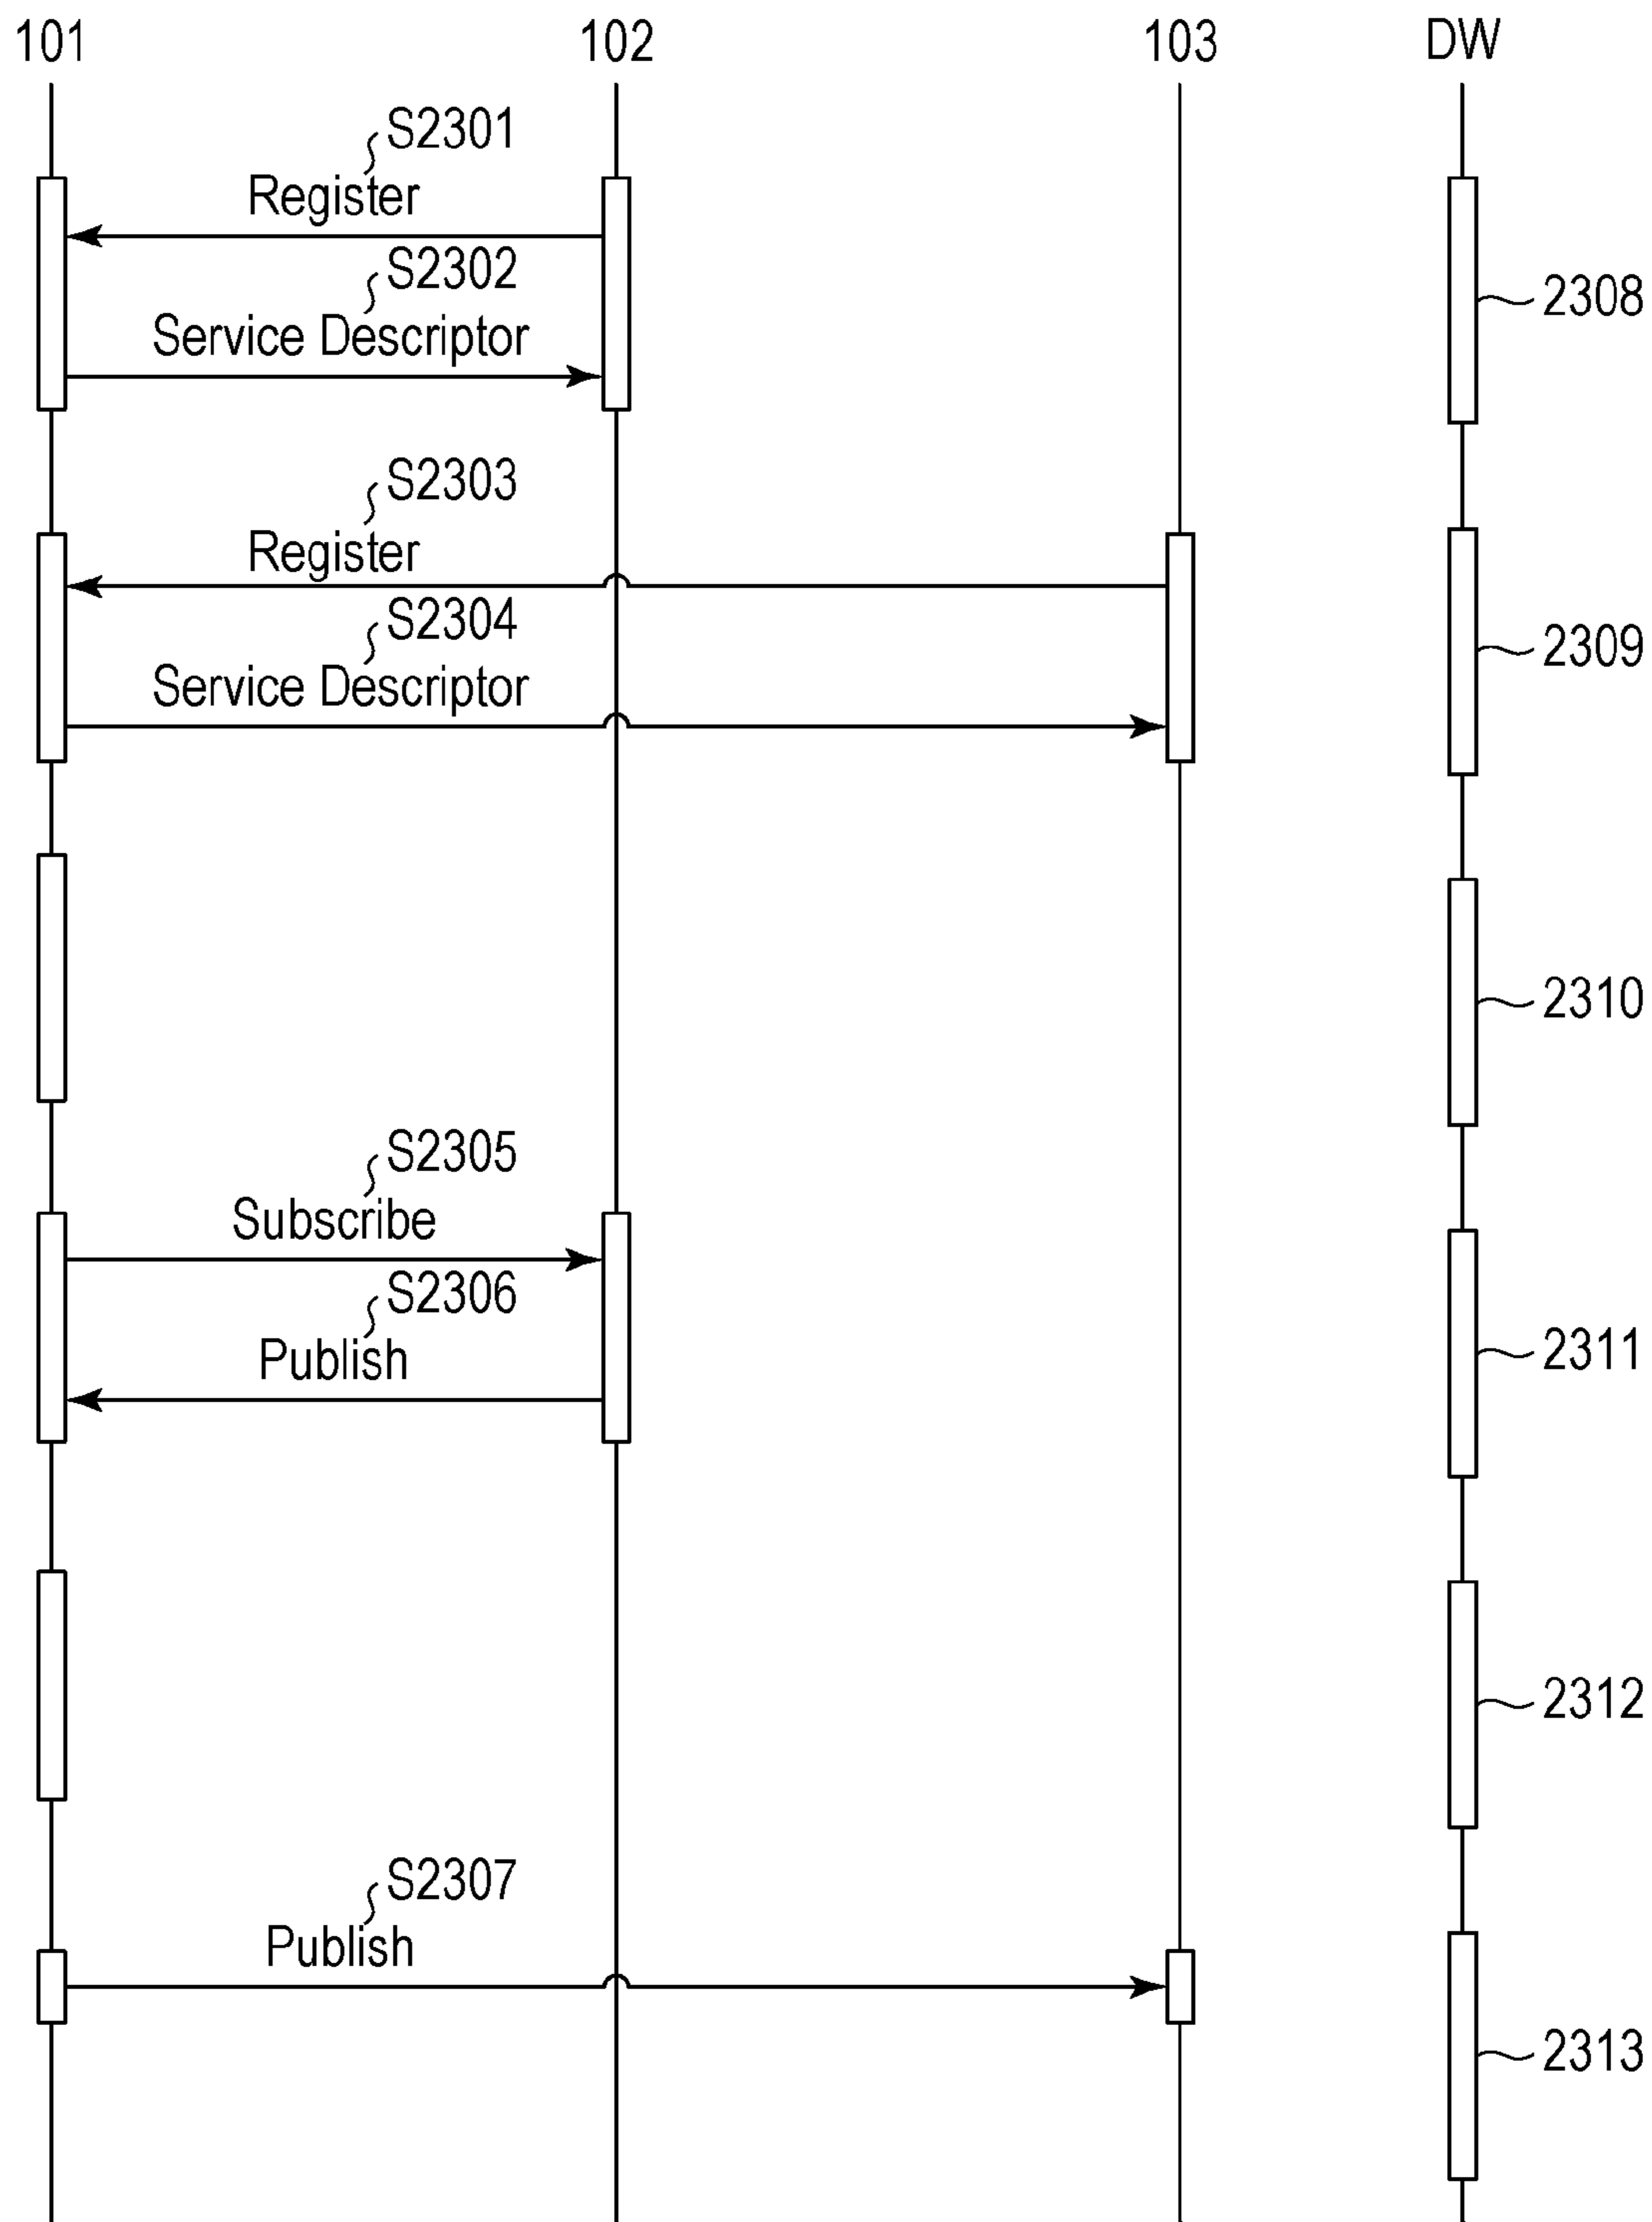 101 102 103 DW
S2301
Register
S2302
2308
Service Descriptor
S2303
Register
S2304
2309
Service Descriptor
2310
S2305
Subscribe
S2306
2311
Publish
2312
S2307
Publish
2313